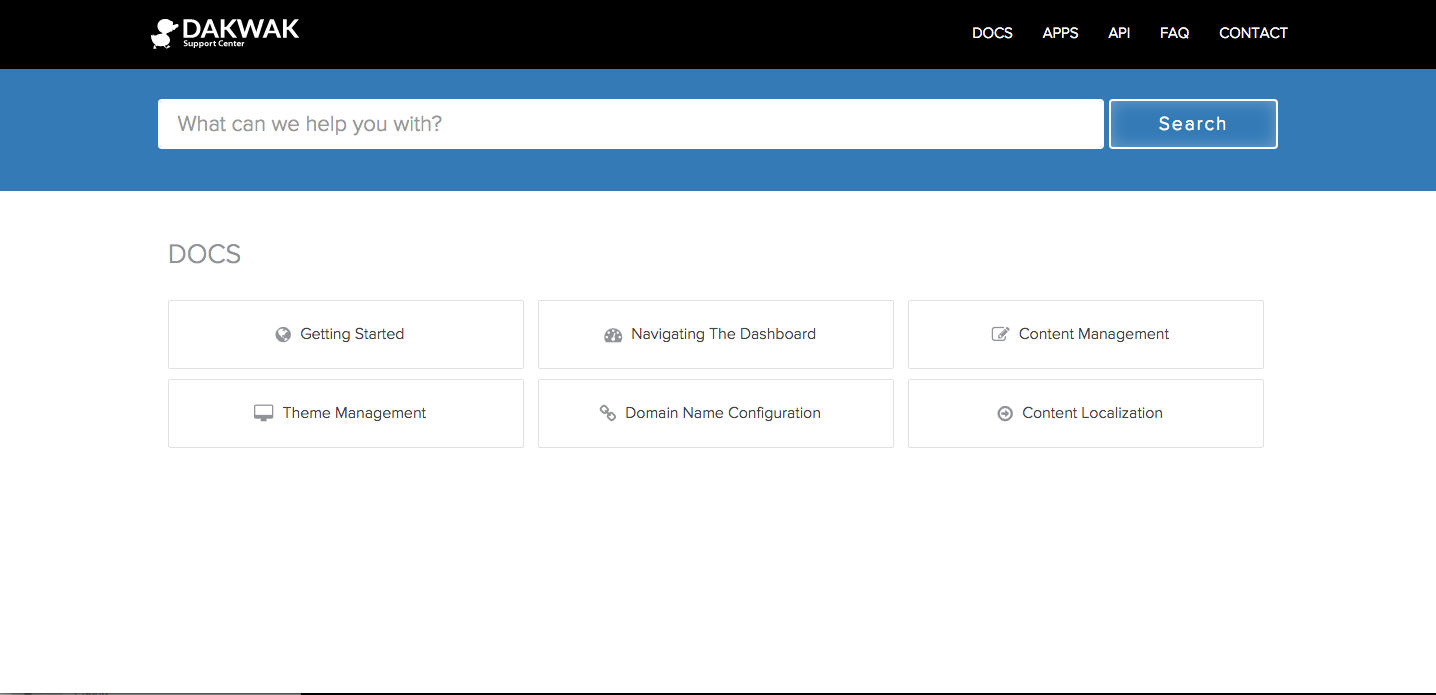 DAKWAK
Support Center
DOCS APPS API FAQ CONTACT
What can we help you with?
Search
DOCS
Getting Started
Navigating The Dashboard
Content Management
Theme Management
Domain Name Configuration
Content Localization